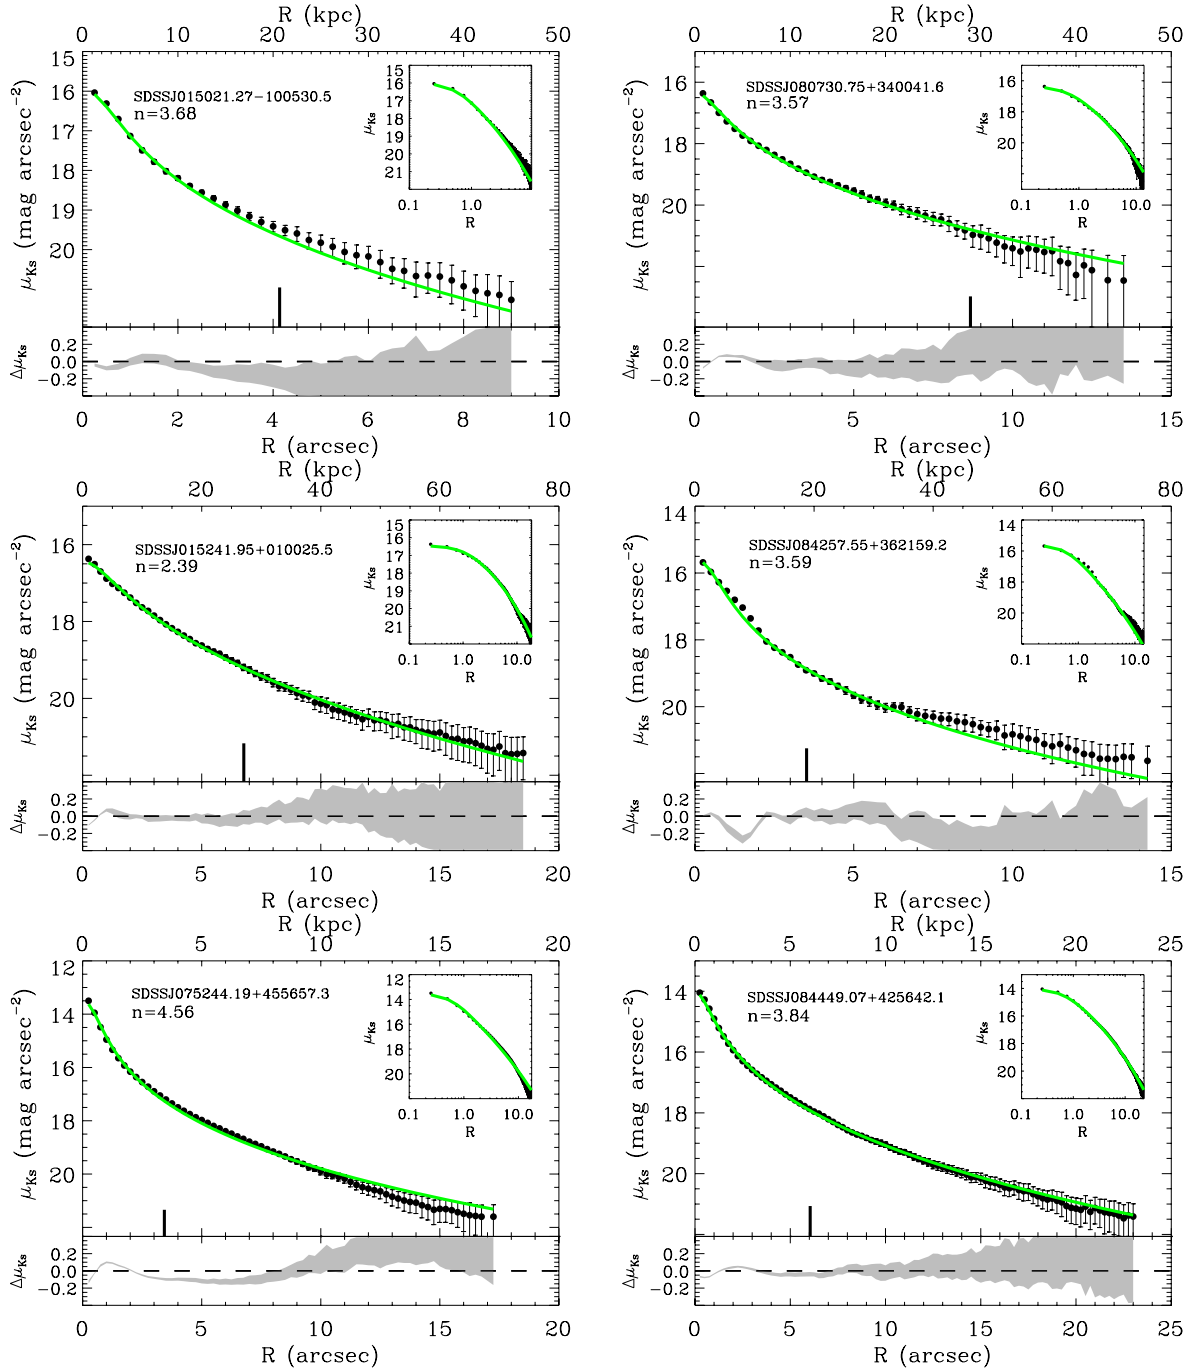 R (kpc)
0 10 20 30 40 50
15
16
17
18
19
20
μKs (mag arcsec−2)
SDSSJ015021.27−100530.5
n=3.68
16
17
18
19
20
21
μKs
0.1 1.0
R
0.2
0.0
−0.2
ΔμKs
0 2 4 6 8 10
R (arcsec)
R (kpc)
0 10 20 30 40 50
16
18
20
μKs (mag arcsec−2)
SDSSJ080730.75+340041.6
n=3.57
16
18
20
μKs
0.1 1.0 10.0
R
0.2
0.0
−0.2
ΔμKs
0 5 10 15
R (arcsec)
R (kpc)
0 20 40 60 80
16
18
20
μKs (mag arcsec−2)
SDSSJ015241.95+010025.5
n=2.39
15
16
17
18
19
20
21
μKs
0.1 1.0 10.0
R
0.2
0.0
−0.2
ΔμKs
0 5 10 15 20
R (arcsec)
R (kpc)
0 20 40 60 80
14
16
18
20
μKs (mag arcsec−2)
SDSSJ084257.55+362159.2
n=3.59
14
16
18
20
μKs
0.1 1.0 10.0
R
0.2
0.0
−0.2
ΔμKs
0 5 10 15
R (arcsec)
R (kpc)
0 5 10 15 20
12
14
16
18
20
μKs (mag arcsec−2)
SDSSJ075244.19+455657.3
n=4.56
12
14
16
18
20
μKs
0.1 1.0 10.0
R
0.2
0.0
−0.2
ΔμKs
0 5 10 15 20
R (arcsec)
R (kpc)
0 5 10 15 20 25
14
16
18
20
μKs (mag arcsec−2)
SDSSJ084449.07+425642.1
n=3.84
14
16
18
20
μKs
0.1 1.0 10.0
R
0.2
0.0
−0.2
ΔμKs
0 5 10 15 20 25
R (arcsec)